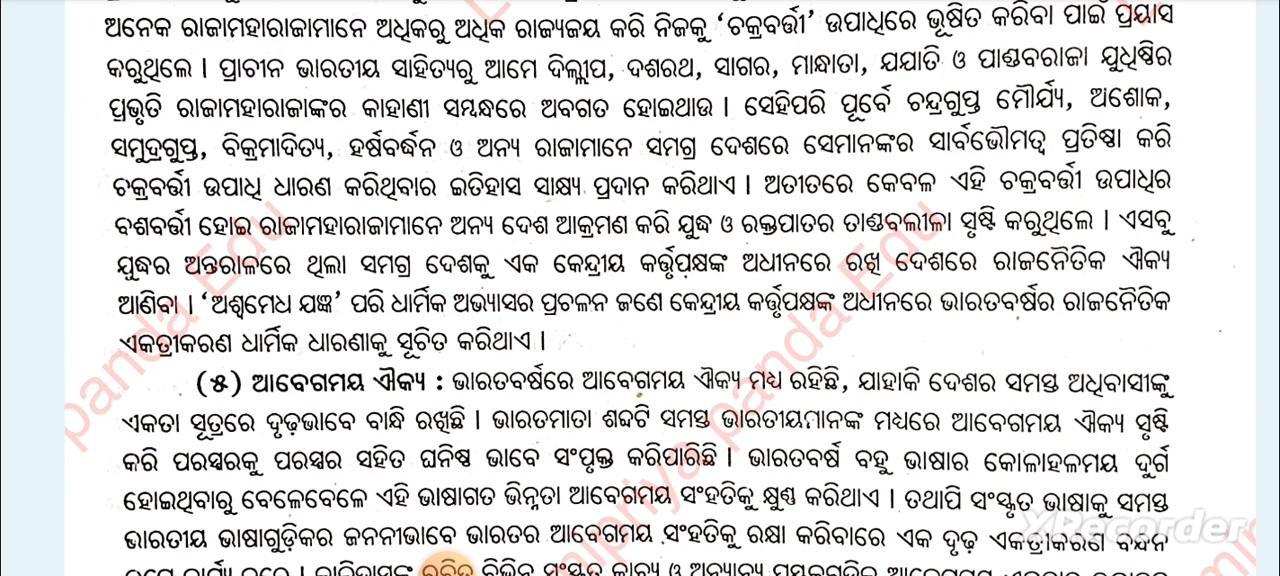 ଅନେକ ରାଜାମହାରାଜାମାନେ ଅଧିକରୁ ଅଧିକ ରାଜ୍ୟଜୟ କରି ନିଜକୁ ‘ଚକ୍ରବର୍ତ୍ତୀ’ ଉପାଧିରେ ଭୂଷିତ କରିବା ପାଇଁ ପ୍ରୟାସ
କରୁଥିଲେ । ପ୍ରାଚୀନ ଭାରତୀୟ ସାହିତ୍ୟରୁ ଆମେ ଦିଲ୍ଲୀପ, ଦଶରଥ, ସାଗର, ମାନ୍ଧାତା, ଯଯାତି ଓ ପାଣ୍ଡବରାଜା ଯୁଧିଷ୍ଠିର
ପ୍ରଭୃତି ରାଜାମହାରାଜାଙ୍କର କାହାଣୀ ସମ୍ବନ୍ଧରେ ଅବଗତ ହୋଇଥାଉ । ସେହିପରି ପୂର୍ବେ ଚନ୍ଦ୍ରଗୁପ୍ତ ମୌର୍ଯ୍ୟ, ଅଶୋକ,
ସମୁଦ୍ରଗୁପ୍ତ, ବିକ୍ରମାଦିତ୍ୟ, ହର୍ଷବର୍ଦ୍ଧନ ଓ ଅନ୍ୟ ରାଜାମାନେ ସମଗ୍ର ଦେଶରେ ସେମାନଙ୍କର ସାର୍ବଭୌମତ୍ୱ ପ୍ରତିଷ୍ଠା କରି
ଚକ୍ରବର୍ତ୍ତୀ ଉପାଧି ଧାରଣ କରିଥିବାର ଇତିହାସ ସାକ୍ଷ୍ୟ ପ୍ରଦାନ କରିଥାଏ । ଅତୀତରେ କେବଳ ଏହି ଚକ୍ରବର୍ତ୍ତୀ ଉପାଧିର
ବଶବର୍ତ୍ତୀ ହୋଇ ରାଜାମହାରାଜାମାନେ ଅନ୍ୟ ଦେଶ ଆକ୍ରମଣ କରି ଯୁଦ୍ଧ ଓ ରକ୍ତପାତର ତାଣ୍ଡବଲୀଳା ସୃଷ୍ଟି କରୁଥିଲେ । ଏସବୁ
ଯୁଦ୍ଧର ଅନ୍ତରାଳରେ ଥିଲା ସମଗ୍ର ଦେଶକୁ ଏକ କେନ୍ଦ୍ରୀୟ କର୍ତ୍ତୃପକ୍ଷଙ୍କ ଅଧୀନରେ ରଖି ଦେଶରେ ରାଜନୈତିକ ଐକ୍ୟ
ଆଣିବା । ‘ଅଶ୍ୱମେଧ ଯଜ୍ଞ’ ପରି ଧାର୍ମିକ ଅଭ୍ୟାସର ପ୍ରଚଳନ ଜଣେ କେନ୍ଦ୍ରୀୟ କର୍ତ୍ତୃପକ୍ଷଙ୍କ ଅଧୀନରେ ଭାରତବର୍ଷର ରାଜନୈତିକ
ଏକତ୍ରୀକରଣ ଧାର୍ମିକ ଧାରଣାକୁ ସୂଚିତ କରିଥାଏ ।
(୫) ଆବେଗମୟ ଐକ୍ୟ : ଭାରତବର୍ଷରେ ଆବେଗମୟ ଐକ୍ୟ ମଧ୍ୟ ରହିଛି, ଯାହାକି ଦେଶର ସମସ୍ତ ଅଧିବାସୀଙ୍କୁ
ଏକତା ସୂତ୍ରରେ ଦୃଢ଼ଭାବେ ବାନ୍ଧି ରଖିଛି । ଭାରତମାତା ଶବ୍ଦଟି ସମସ୍ତ ଭାରତୀୟମାନଙ୍କ ମଧ୍ୟରେ ଆବେଗମୟ ଐକ୍ୟ ସୃଷ୍ଟି
କରି ପରସ୍ପରକୁ ପରସ୍ପର ସହିତ ଘନିଷ୍ଠ ଭାବେ ସଂପୃକ୍ତ କରିପାରିଛି । ଭାରତବର୍ଷ ବହୁ ଭାଷାର କୋଳାହଳମୟ ଦୁର୍ଗ
ହୋଇଥିବାରୁ ବେଳେବେଳେ ଏହି ଭାଷାଗତ ଭିନ୍ନତା ଆବେଗମୟ ସଂହତିକୁ କ୍ଷୁଣ୍ଣ କରିଥାଏ । ତଥାପି ସଂସ୍କୃତ ଭାଷାକୁ ସମସ୍ତ
ଭାରତୀୟ ଭାଷାଗୁଡ଼ିକର ଜନନୀଭାବେ ଭାରତର ଆବେଗମୟ ସଂହତିକୁ ରକ୍ଷା କରିବାରେ ଏକ ଦୃଢ଼ ଏକତ୍ରୀକରଣ ବନ୍ଧନ
XRecorder
panda Edu
mipriya panda Edu